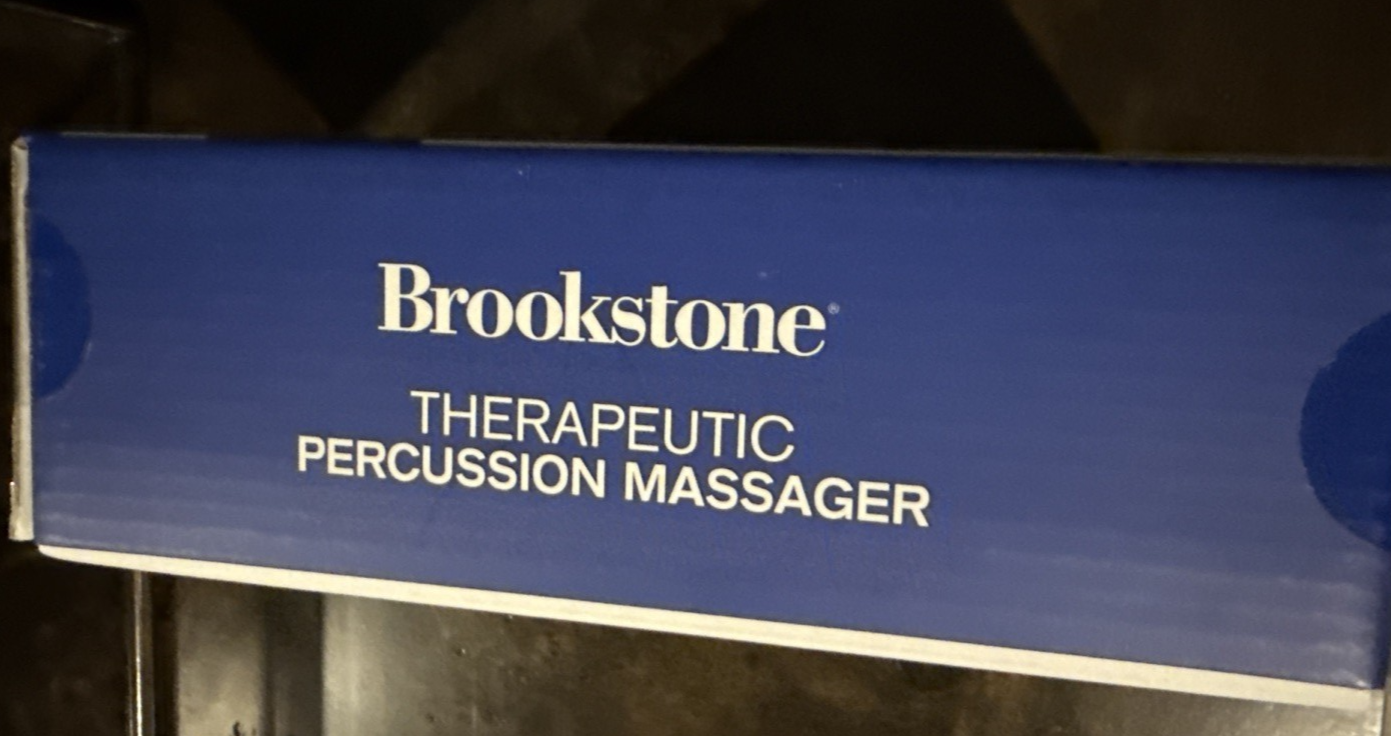 Brookstone®
THERAPEUTIC
PERCUSSION MASSAGER